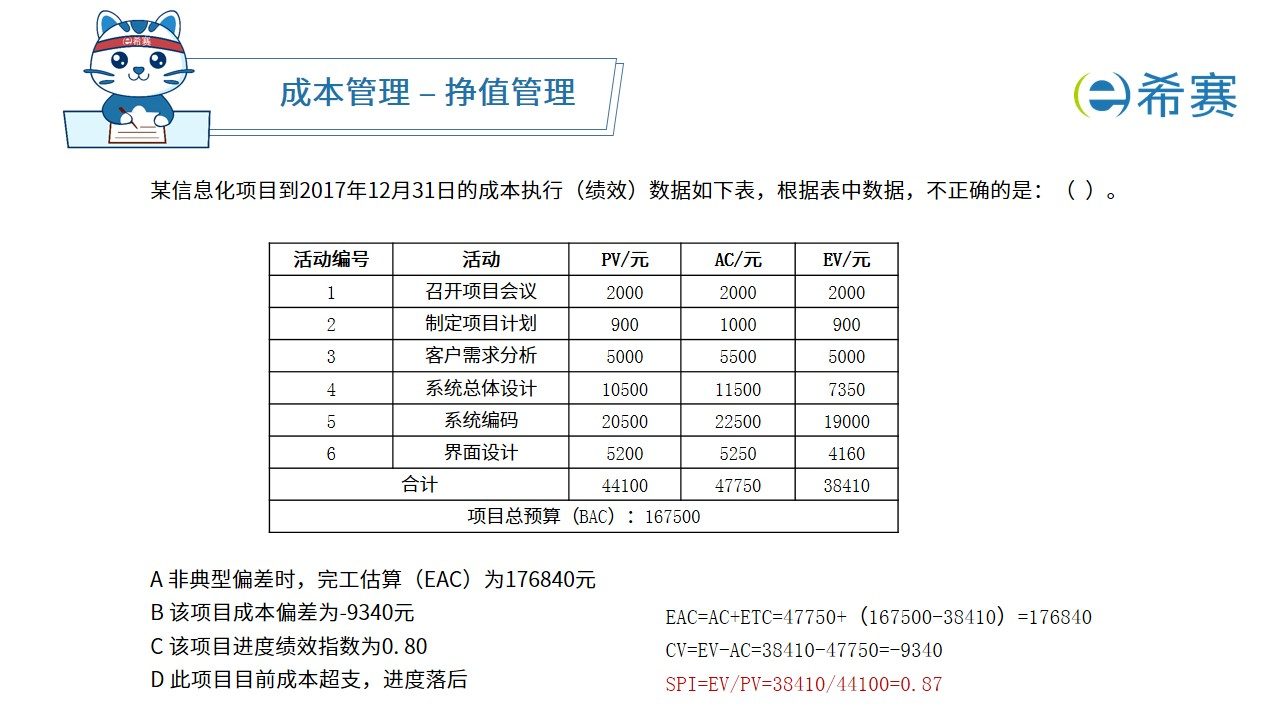 希赛
成本管理 – 挣值管理
希赛
某信息化项目到2017年12月31日的成本执行（绩效）数据如下表，根据表中数据，不正确的是：（ ）。
活动编号 活动 PV/元 AC/元 EV/元
1 召开项目会议 2000 2000 2000
2 制定项目计划 900 1000 900
3 客户需求分析 5000 5500 5000
4 系统总体设计 10500 11500 7350
5 系统编码 20500 22500 19000
6 界面设计 5200 5250 4160
合计 44100 47750 38410
项目总预算（BAC）：167500
A 非典型偏差时，完工估算（EAC）为176840元
B 该项目成本偏差为-9340元
C 该项目进度绩效指数为0.80
D 此项目目前成本超支，进度落后
EAC=AC+ETC=47750+（167500-38410）=176840
CV=EV-AC=38410-47750=-9340
SPI=EV/PV=38410/44100=0.87